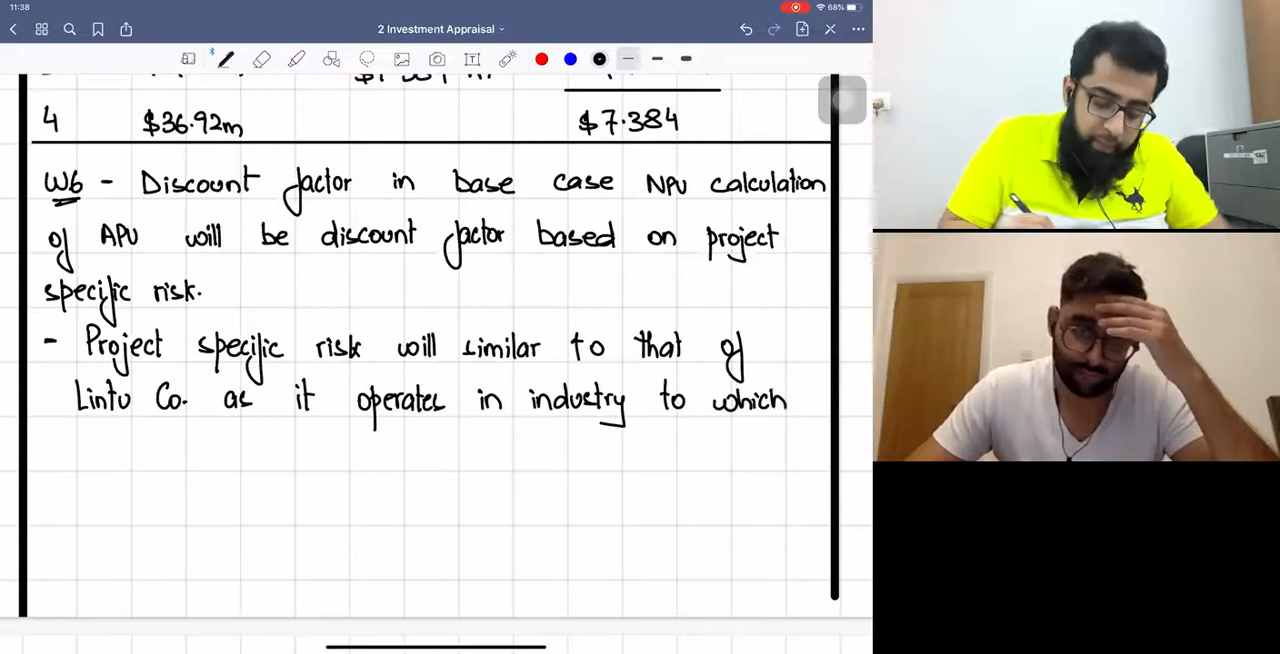 11:38
68%
2 Investment Appraisal
T
4 $36.92m $7.384
W6 - Discount factor in base case NPV calculation
of APV will be discount factor based on project
specific risk.
- Project specific risk will similar to that of
Lintu Co. as it operates in industry to which